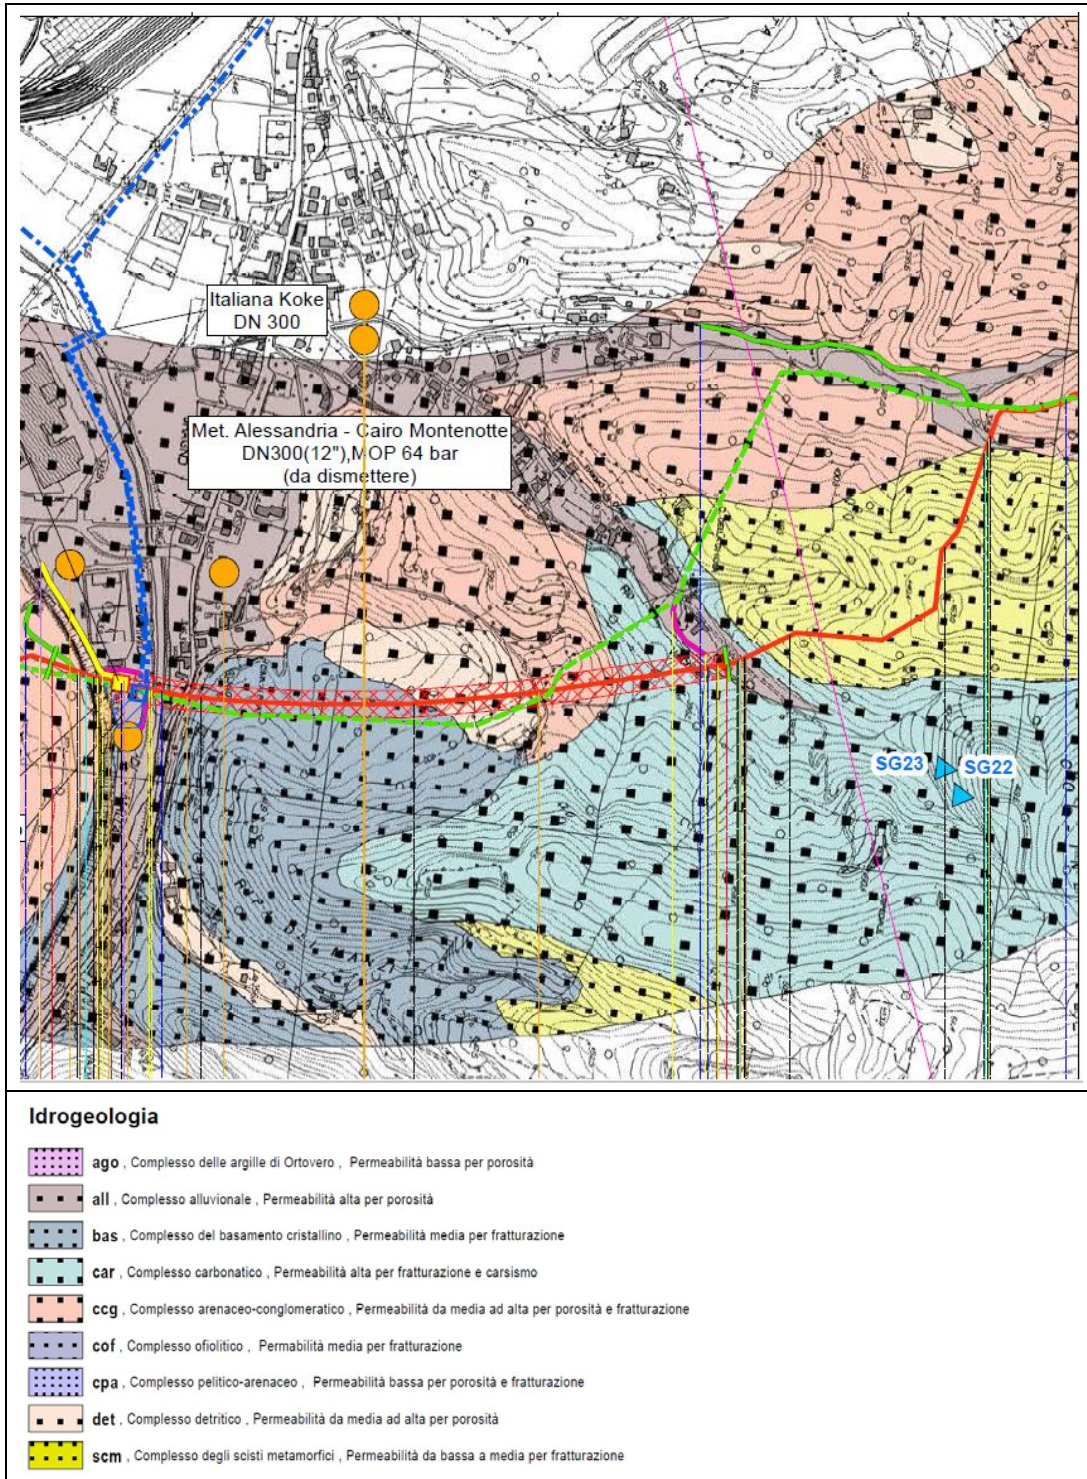 Italiana Koke
DN 300
Met. Alessandria - Cairo Montenotte
DN300(12"),MOP 64 bar
(da dismettere)
SG23
SG22
Idrogeologia
ago , Complesso delle argille di Ortovero , Permeabilità bassa per porosità
all , Complesso alluvionale , Permeabilità alta per porosità
bas , Complesso del basamento cristallino , Permeabilità media per fratturazione
car , Complesso carbonatico , Permeabilità alta per fratturazione e carsismo
ccg , Complesso arenaceo-conglomeratico , Permeabilità da media ad alta per porosità e fratturazione
cof , Complesso ofiolitico , Permabilità media per fratturazione
cpa , Complesso pelitico-arenaceo , Permeabilità bassa per porosità e fratturazione
det , Complesso detritico , Permeabilità da media ad alta per porosità
scm , Complesso degli scisti metamorfici , Permeabilità da bassa a media per fratturazione